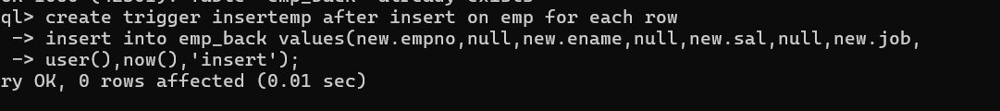 ql> create trigger insertemp after insert on emp for each row
-> insert into emp_back values(new.empno,null,new.ename,null,new.sal,null,new.job,
-> user(),now(),'insert');
ry OK, 0 rows affected (0.01 sec)